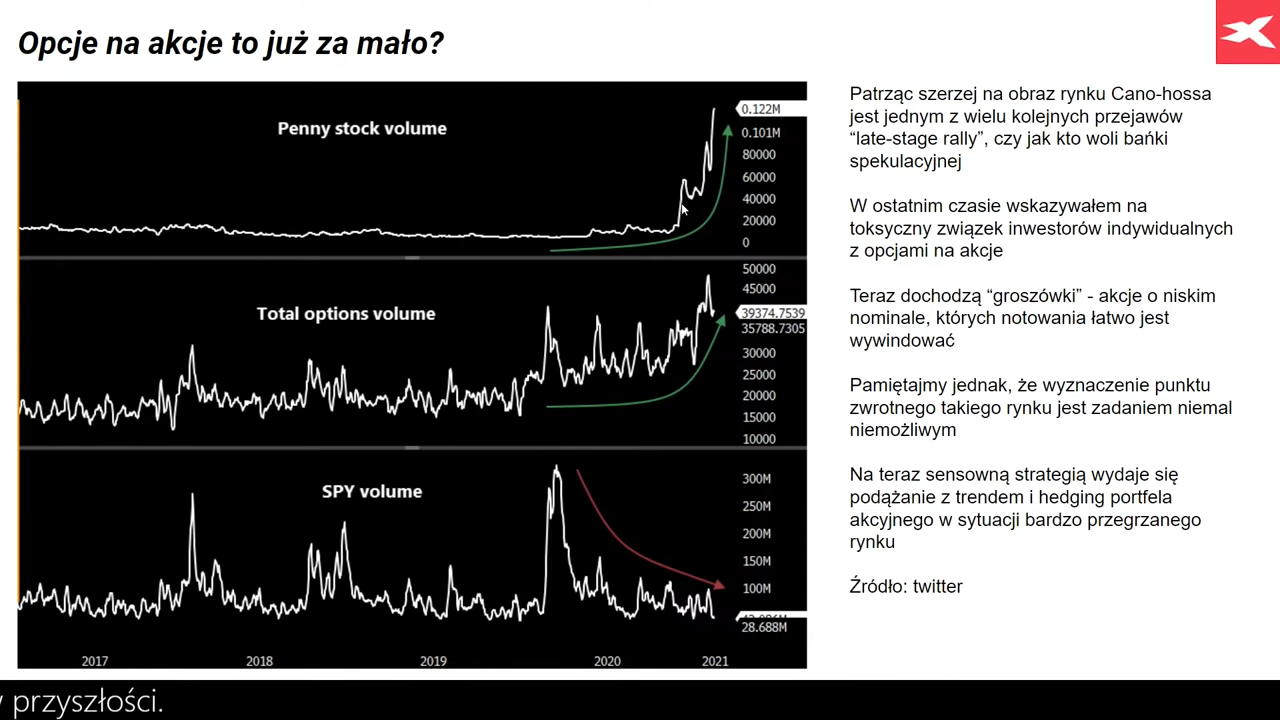 Opcje na akcje to już za mało?
Penny stock volume
0.122M
0.101M
80000
60000
40000
20000
0
Total options volume
50000
45000
39374.7539
35788.7305
30000
25000
20000
15000
10000
SPY volume
300M
250M
200M
150M
100M
28.688M
2017
2018
2019
2020
2021
Patrząc szerzej na obraz rynku Cano-hossa
jest jednym z wielu kolejnych przejawów
“late-stage rally”, czy jak kto woli bańki
spekulacyjnej
W ostatnim czasie wskazywałem na
toksyczny związek inwestorów indywidualnych
z opcjami na akcje
Teraz dochodzą “groszówki” - akcje o niskim
nominale, których notowania łatwo jest
wywindować
Pamiętajmy jednak, że wyznaczenie punktu
zwrotnego takiego rynku jest zadaniem niemal
niemożliwym
Na teraz sensowną strategią wydaje się
podążanie z trendem i hedging portfela
akcyjnego w sytuacji bardzo przegrzanego
rynku
Źródło: twitter
przyszłości.